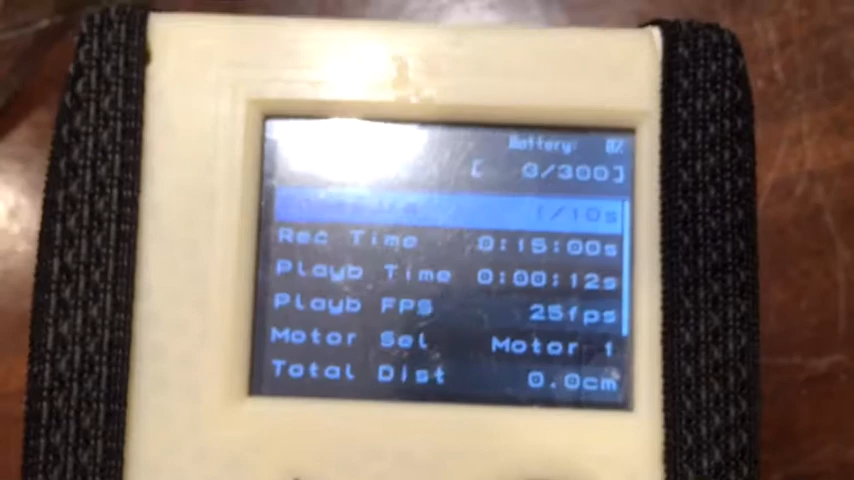 Battery: 0%
[ 0/300]
1/10s
Rec Time 0:15:00s
Playb Time 0:00:12s
Playb FPS 25fps
Motor Sel Motor 1
Total Dist 0.0cm